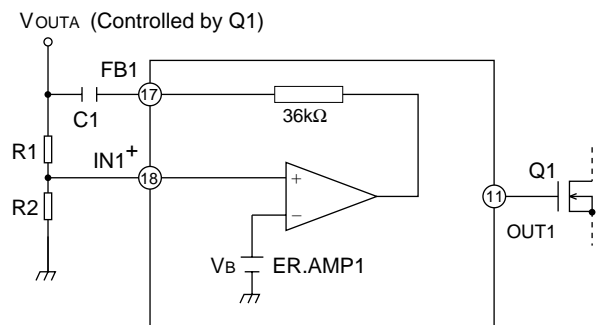 VOUTA (Controlled by Q1)
FB1
17
C1
36kΩ
R1
IN1+
18
+
−
R2
VB
ER.AMP1
11
Q1
OUT1